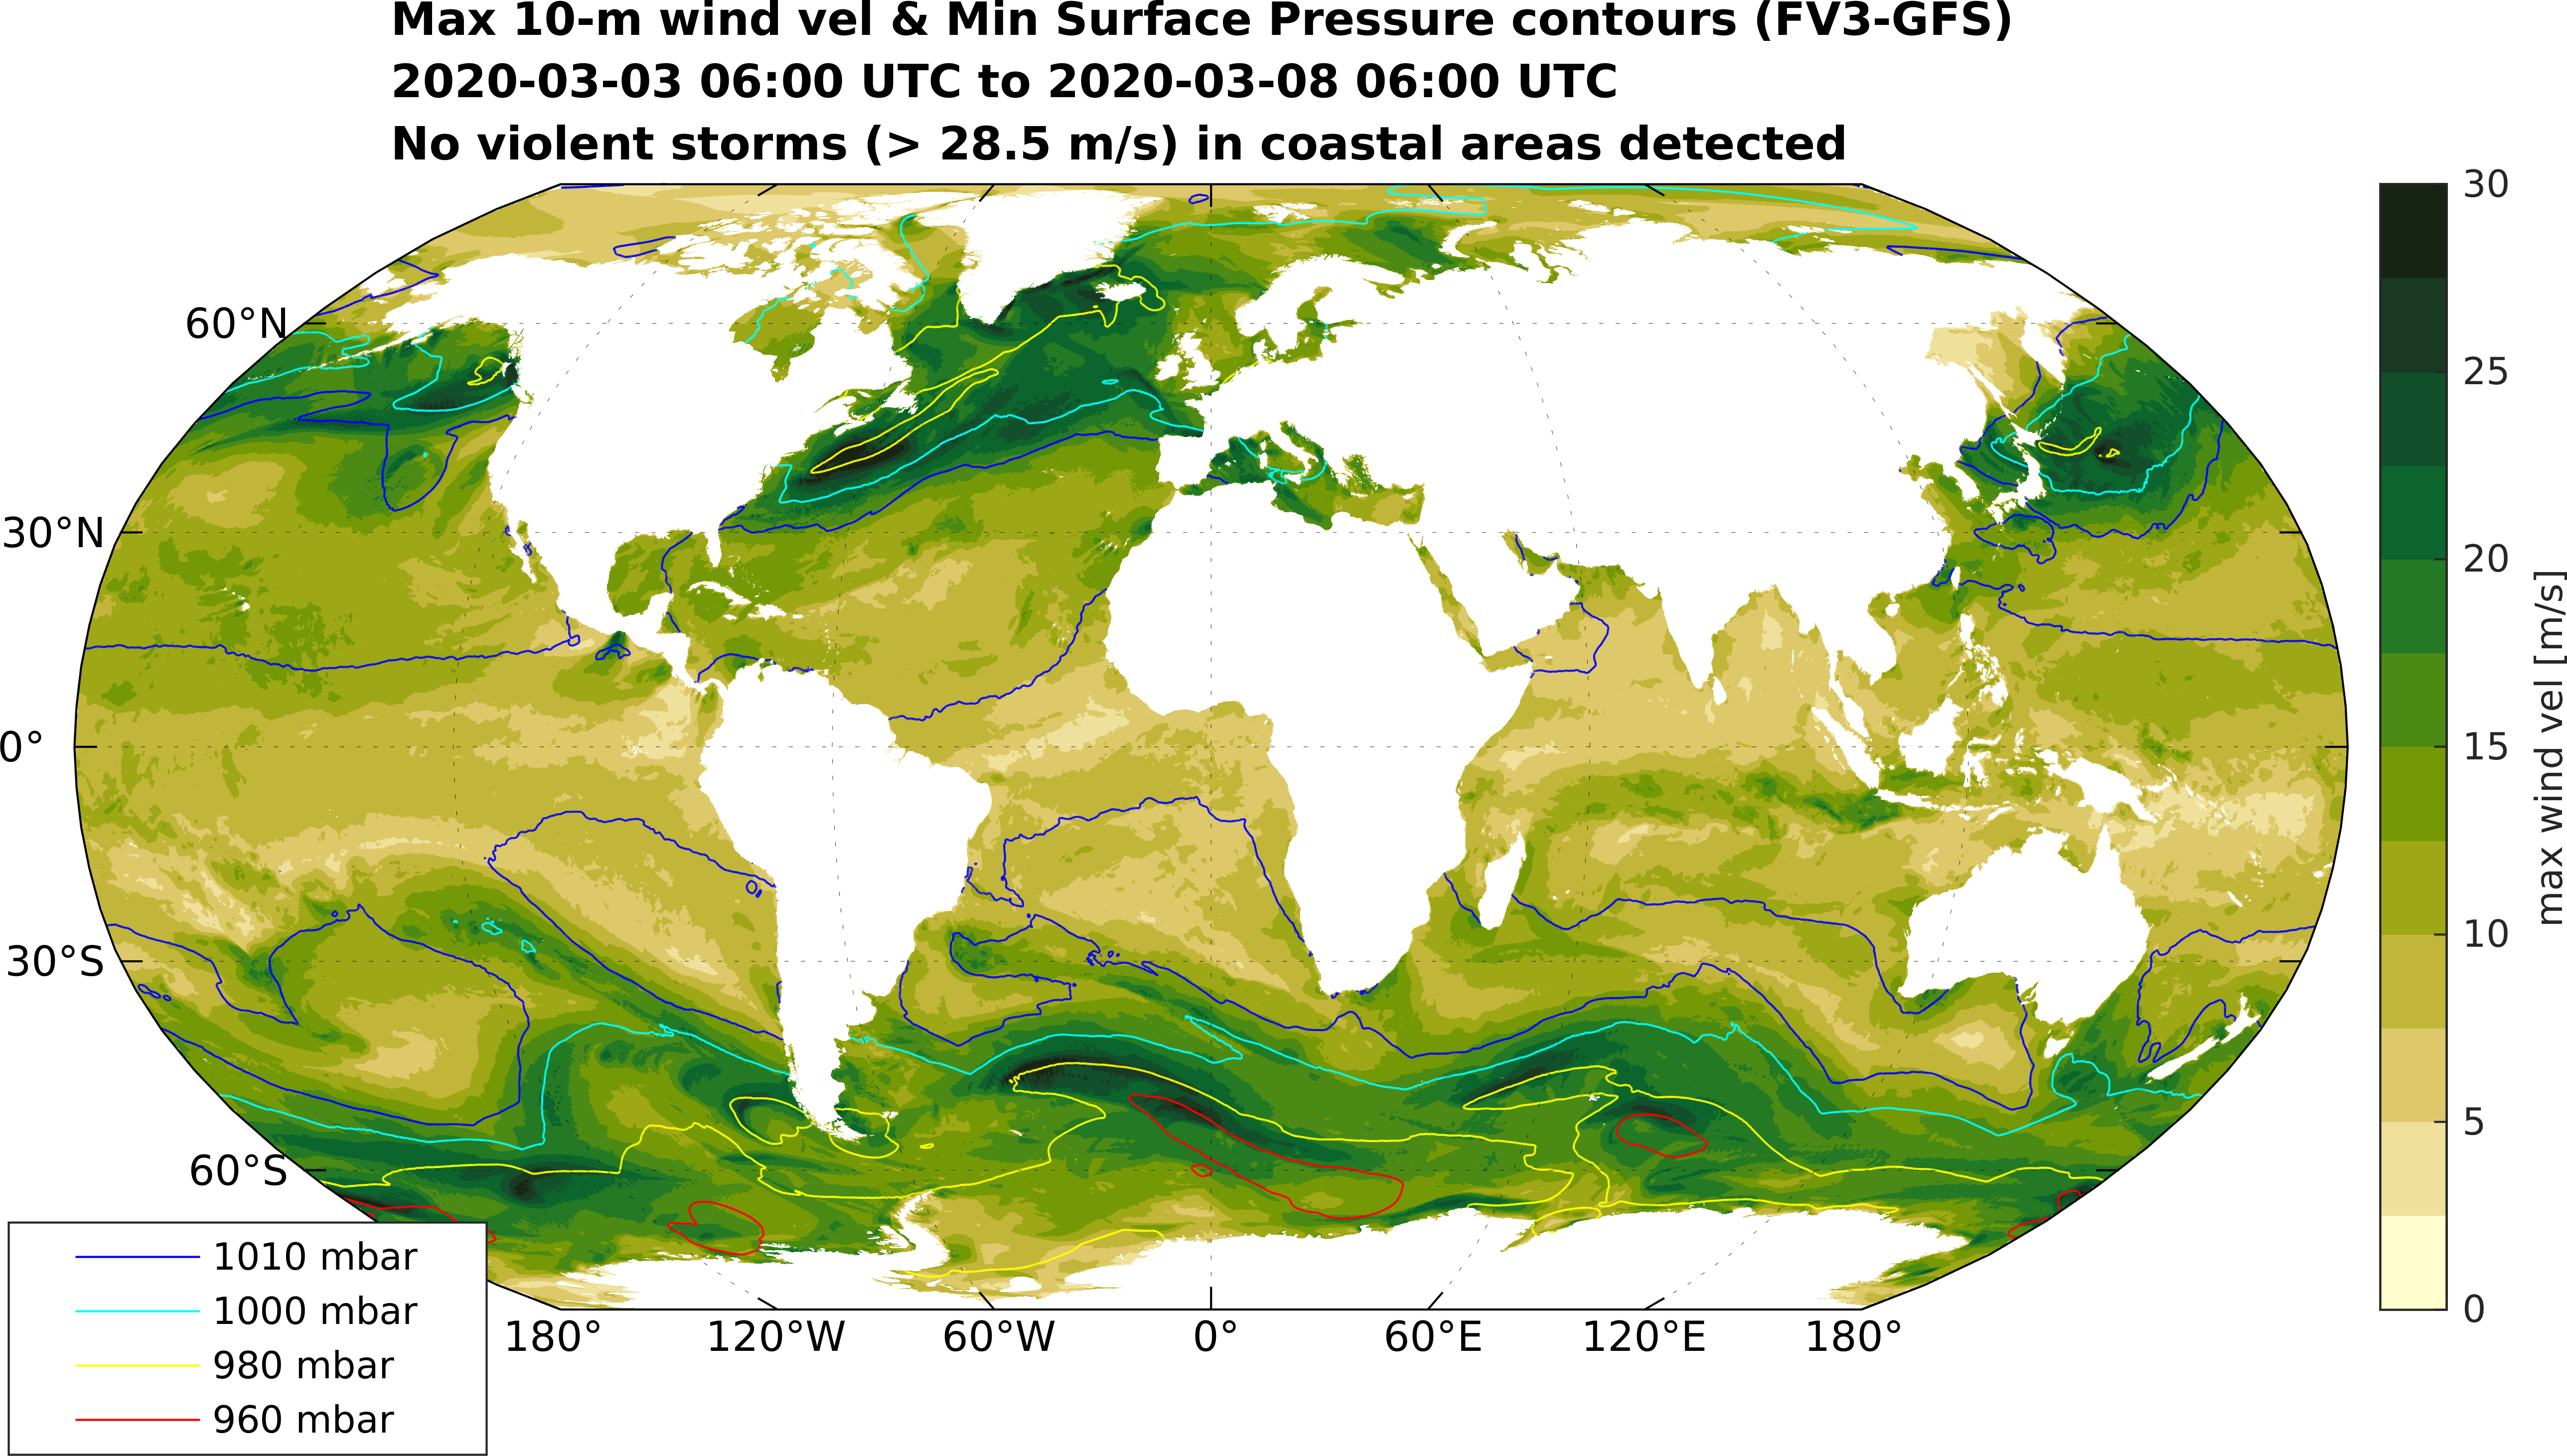 Max 10-m wind vel & Min Surface Pressure contours (FV3-GFS)
2020-03-03 06:00 UTC to 2020-03-08 06:00 UTC
No violent storms (> 28.5 m/s) in coastal areas detected
60°N
30°N
0°
30°S
60°S
180°
120°W
60°W
0°
60°E
120°E
180°
1010 mbar
1000 mbar
980 mbar
960 mbar
30
25
20
15
10
5
0
max wind vel [m/s]